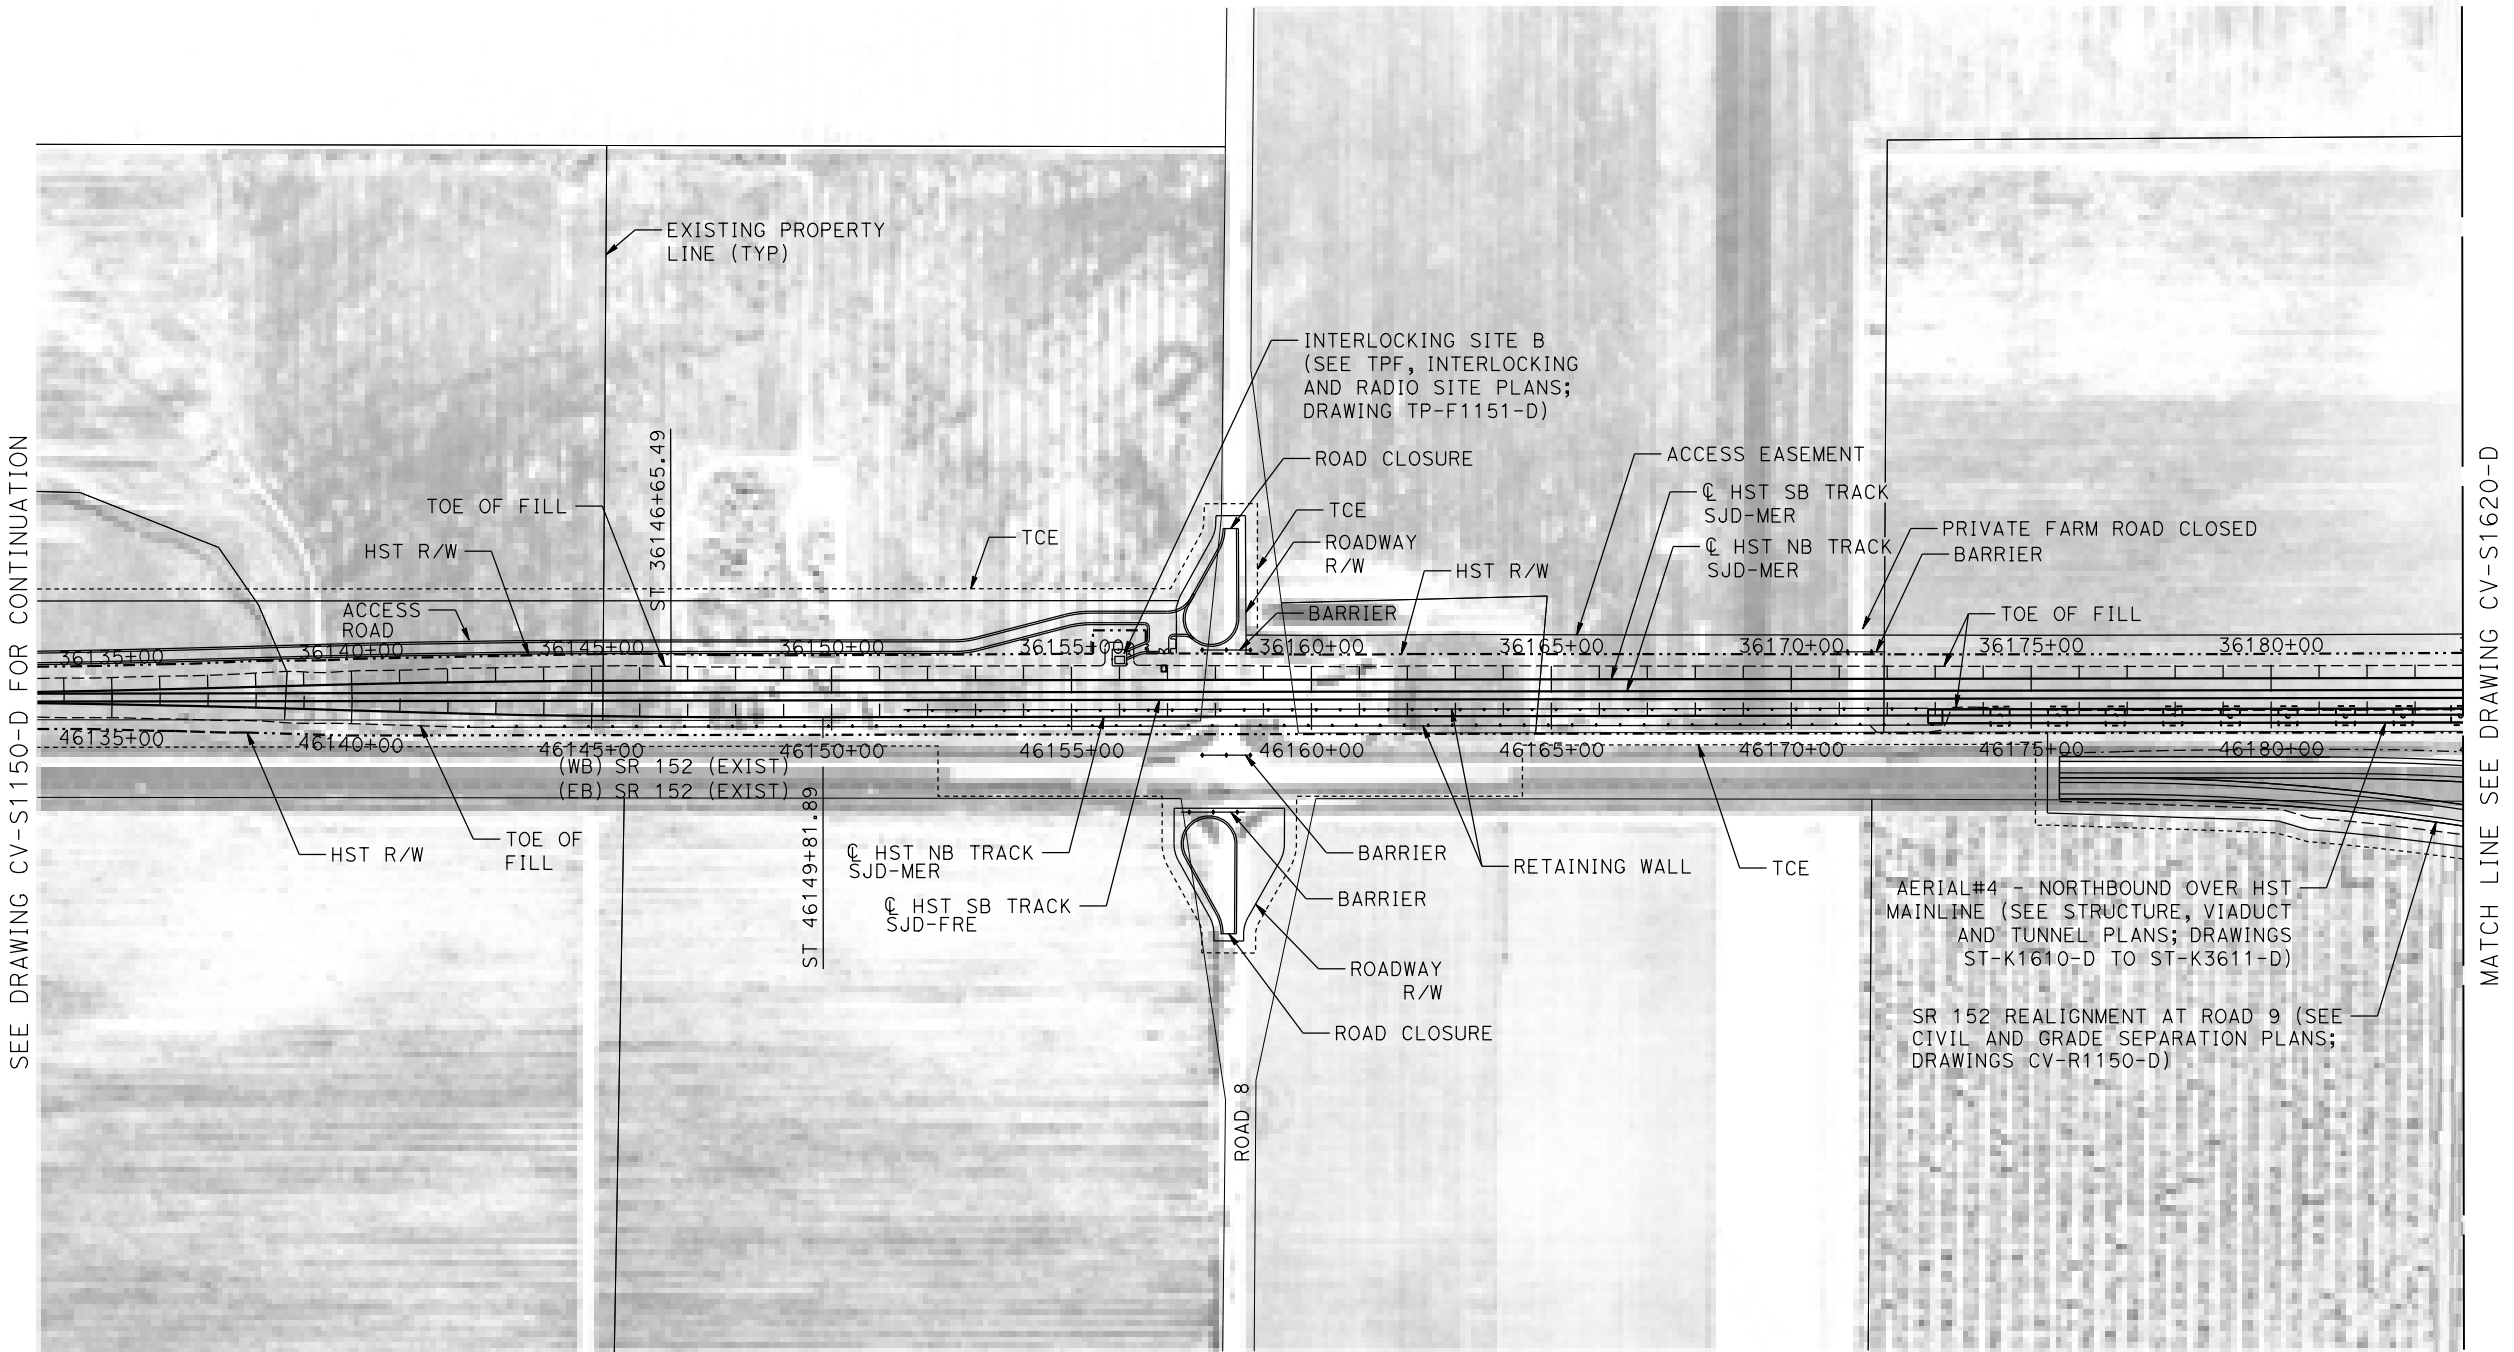 SEE DRAWING CV-S1150-D FOR CONTINUATION
EXISTING PROPERTY
LINE (TYP)
INTERLOCKING SITE B
(SEE TPF, INTERLOCKING
AND RADIO SITE PLANS;
DRAWING TP-F1151-D)
ROAD CLOSURE
ACCESS EASEMENT
℄ HST SB TRACK
SJD-MER
℄ HST NB TRACK
SJD-MER
PRIVATE FARM ROAD CLOSED
BARRIER
TOE OF FILL
TOE OF FILL
ST 36146+65.49
HST R/W
TCE
TCE
ROADWAY
R/W
HST R/W
BARRIER
ACCESS
ROAD
36135+00
36140+00
36145+00
36150+00
36155+00
36160+00
36165+00
36170+00
36175+00
36180+00
46135+00
46140+00
46145+00
46150+00
46155+00
46160+00
46165+00
46170+00
46175+00
46180+00
(WB) SR 152 (EXIST)
(EB) SR 152 (EXIST)
HST R/W
TOE OF
FILL
ST 46149+81.89
℄ HST NB TRACK
SJD-MER
℄ HST SB TRACK
SJD-FRE
BARRIER
BARRIER
RETAINING WALL
TCE
ROADWAY
R/W
ROAD CLOSURE
ROAD 8
AERIAL#4 - NORTHBOUND OVER HST
MAINLINE (SEE STRUCTURE, VIADUCT
AND TUNNEL PLANS; DRAWINGS
ST-K1610-D TO ST-K3611-D)
SR 152 REALIGNMENT AT ROAD 9 (SEE
CIVIL AND GRADE SEPARATION PLANS;
DRAWINGS CV-R1150-D)
MATCH LINE SEE DRAWING CV-S1620-D